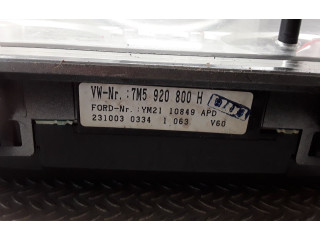 VW-Nr.:7M5 920 800 H
FORD-Nr.:YM21 10849 APD
231003 0334 1 063 V60